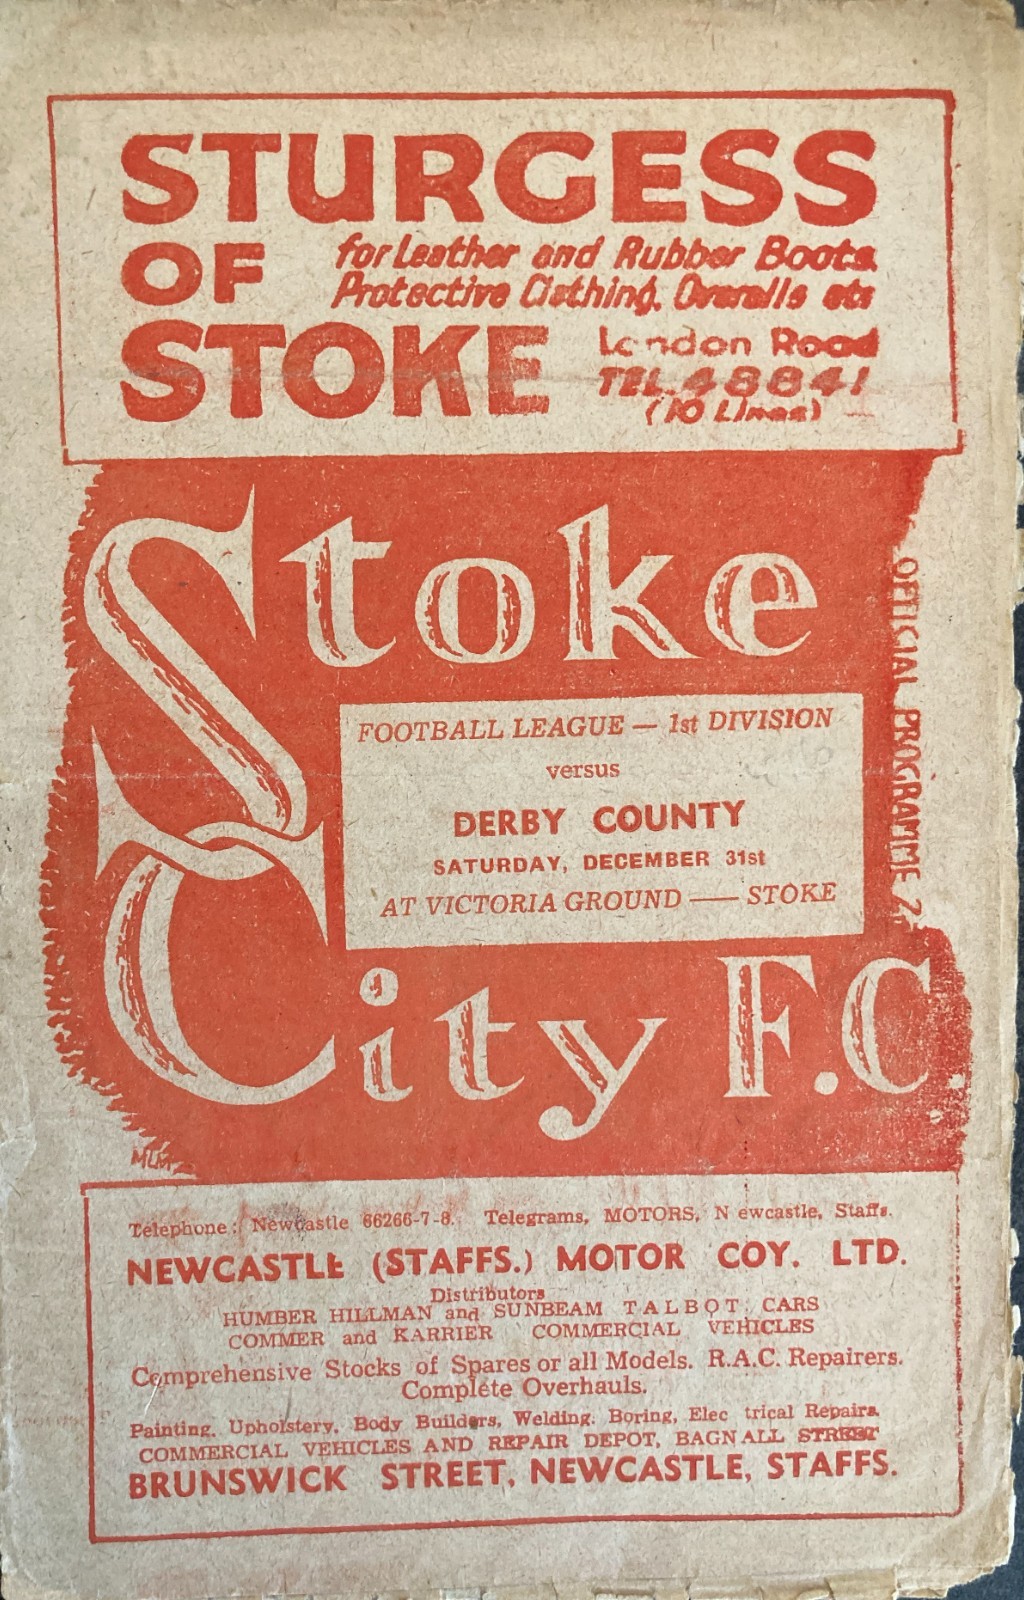 STURGESS
OF
STOKE
for Leather and Rubber Boots.
Protective Clothing. Overalls etc
London Road
TEL. 48841
(10 Lines)
Stoke
FOOTBALL LEAGUE — 1st DIVISION
versus
DERBY COUNTY
SATURDAY, DECEMBER 31st
AT VICTORIA GROUND — STOKE
OFFICIAL PROGRAMME
City F.C.
MLM
Telephone: Newcastle 66266-7-8. Telegrams, MOTORS, N ewcastle, Staffs.
NEWCASTLE (STAFFS.) MOTOR COY. LTD.
Distributors
HUMBER HILLMAN and SUNBEAM TALBOT CARS
COMMER and KARRIER COMMERCIAL VEHICLES
Comprehensive Stocks of Spares or all Models. R.A.C. Repairers.
Complete Overhauls.
Painting, Upholstery, Body Builders, Welding, Boring, Elec trical Repairs.
COMMERCIAL VEHICLES AND REPAIR DEPOT, BAGNALL STREET
BRUNSWICK STREET, NEWCASTLE, STAFFS.